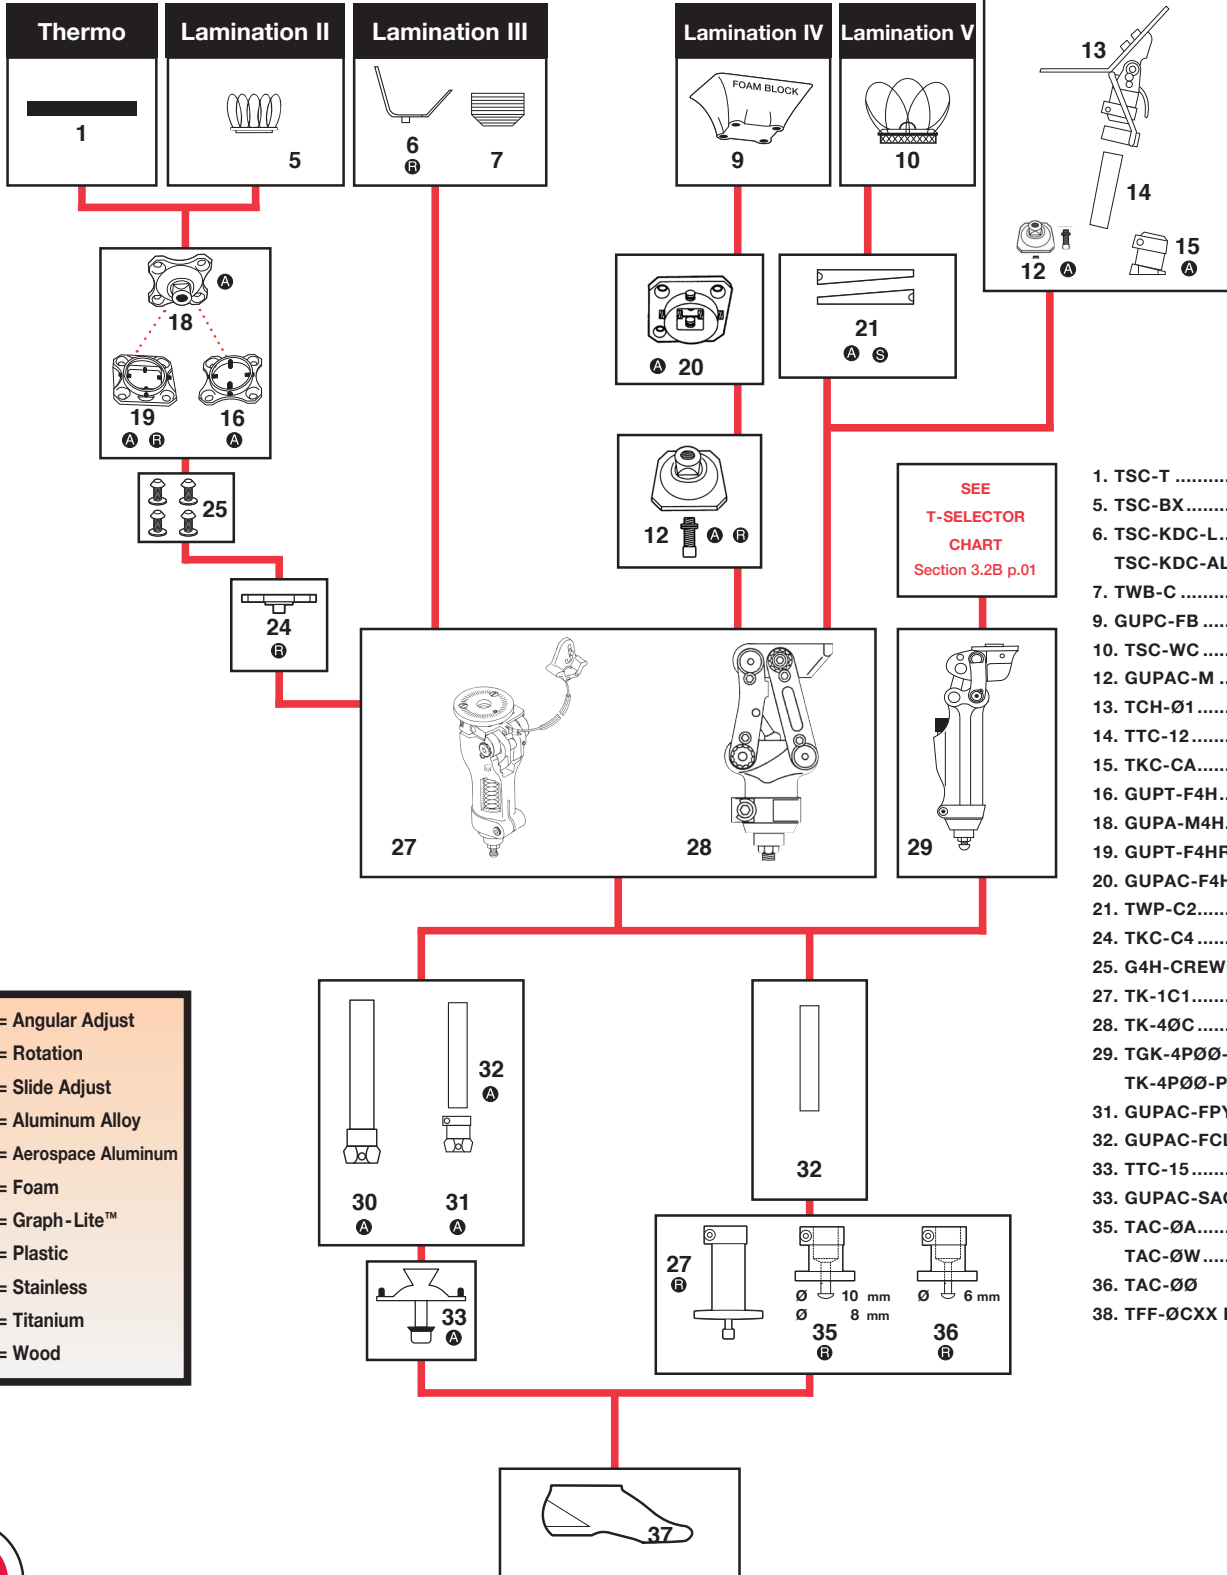 Thermo
Lamination II
Lamination III
Lamination IV
Lamination V
1
5
6
R
7
FOAM BLOCK
9
10
13
14
12 A
15
A
18
A
19
A R
16
A
25
24
R
A 20
21
A S
12 A R
SEE
T-SELECTOR
CHART
Section 3.2B p.01
27
28
29
30
A
31
A
32
A
32
33
A
27
R
Ø 10 mm
Ø 8 mm
35
R
Ø 6 mm
36
R
37
= Angular Adjust
= Rotation
= Slide Adjust
= Aluminum Alloy
= Aerospace Aluminum
= Foam
= Graph-Lite™
= Plastic
= Stainless
= Titanium
= Wood
1. TSC-T ..........
5. TSC-BX.........
6. TSC-KDC-L...
TSC-KDC-AL
7. TWB-C .........
9. GUPC-FB .....
10. TSC-WC .....
12. GUPAC-M ..
13. TCH-Ø1 ......
14. TTC-12.......
15. TKC-CA......
16. GUPT-F4H..
18. GUPA-M4H.
19. GUPT-F4HR
20. GUPAC-F4H
21. TWP-C2......
24. TKC-C4 ......
25. G4H-CREW
27. TK-1C1.......
28. TK-4ØC ......
29. TGK-4PØØ-
TK-4PØØ-P
31. GUPAC-FPY
32. GUPAC-FCL
33. TTC-15 .......
33. GUPAC-SAC
35. TAC-ØA.......
TAC-ØW.....
36. TAC-ØØ
38. TFF-ØCXX